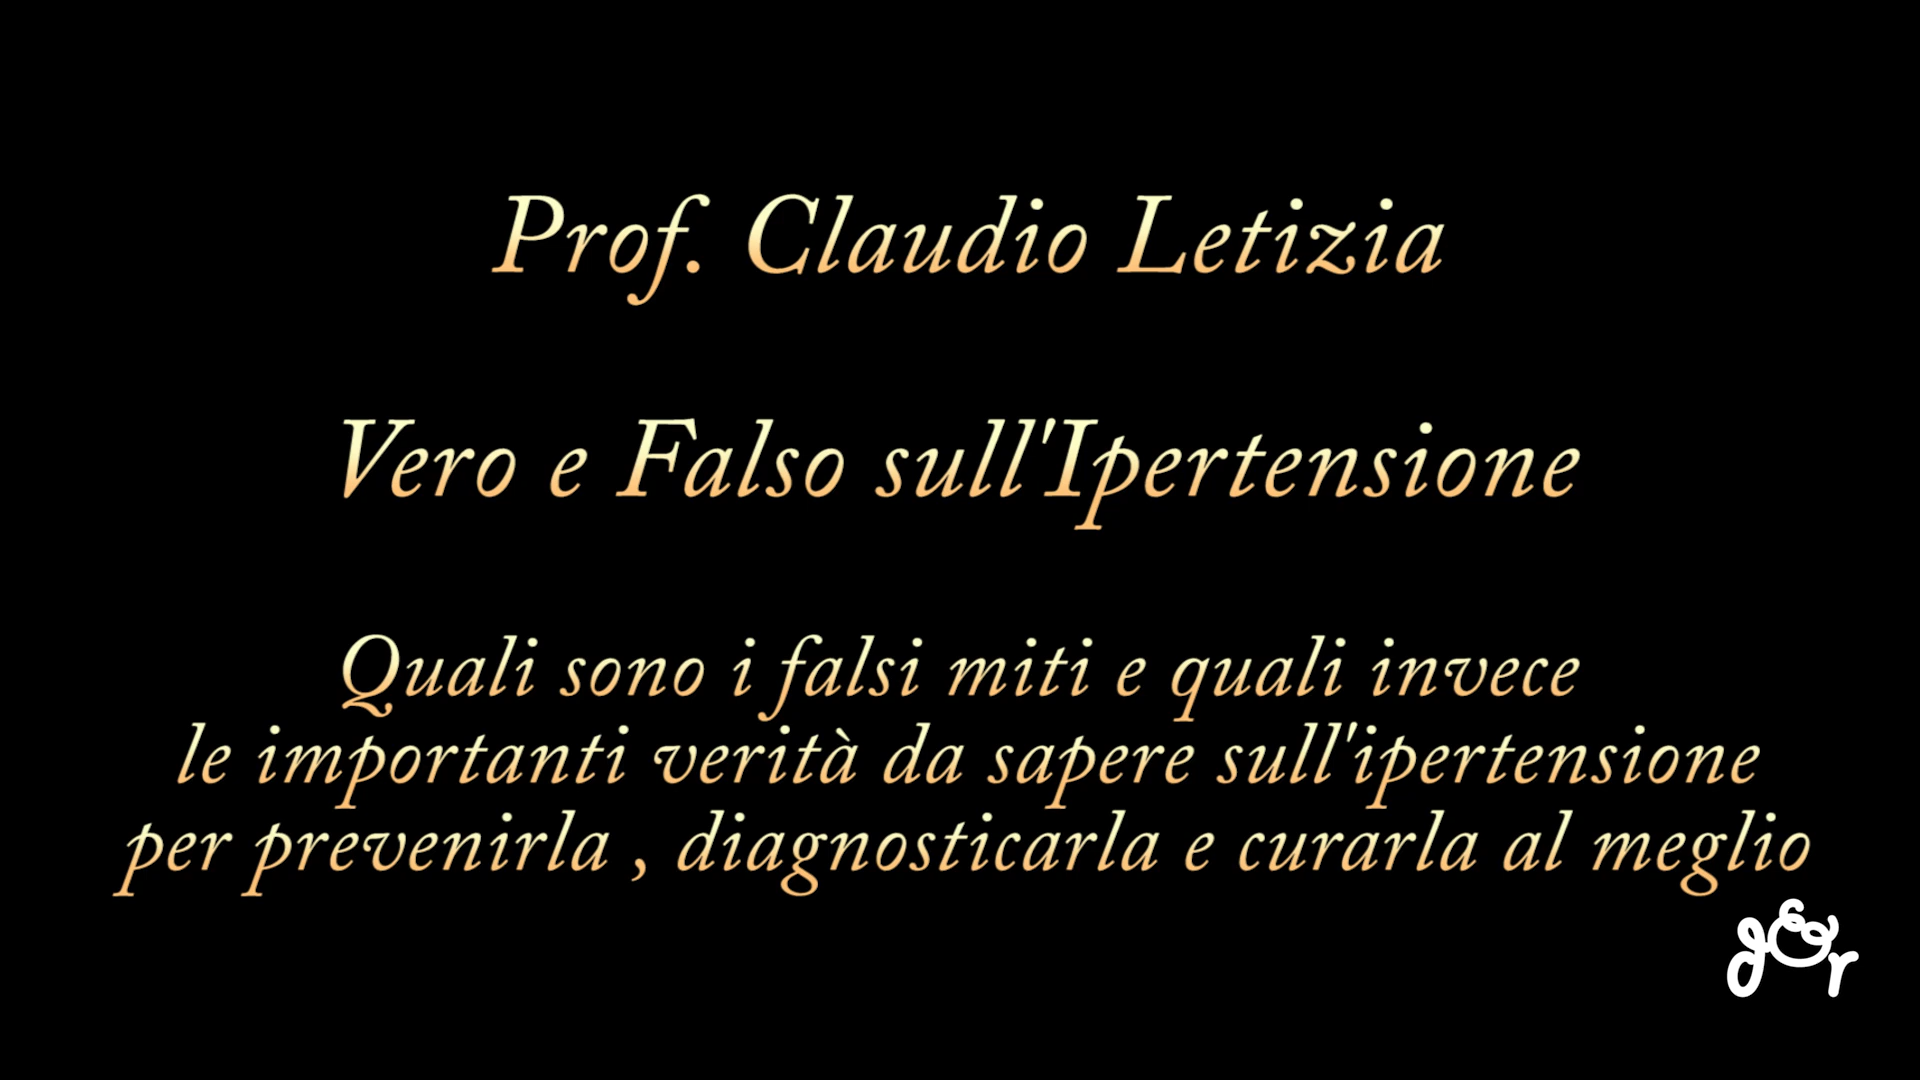 Prof. Claudio Letizia
Vero e Falso sull'Ipertensione
Quali sono i falsi miti e quali invece
le importanti verità da sapere sull'ipertensione
per prevenirla , diagnosticarla e curarla al meglio
g&r